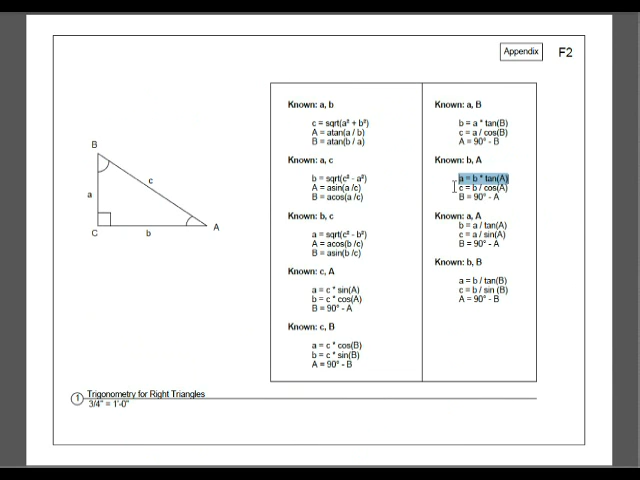 Appendix F2
B
c
a
C b A
Known: a, b
c = sqrt(a² + b²)
A = atan(a / b)
B = atan(b / a)
Known: a, c
b = sqrt(c² - a²)
A = asin(a /c)
B = acos(a /c)
Known: b, c
a = sqrt(c² - b²)
A = acos(b /c)
B = asin(b /c)
Known: c, A
a = c * sin(A)
b = c * cos(A)
B = 90° - A
Known: c, B
a = c * cos(B)
b = c * sin(B)
A = 90° - B
Known: a, B
b = a * tan(B)
c = a / cos(B)
A = 90° - B
Known: b, A
a = b * tan(A)
c = b / cos(A)
B = 90° - A
Known: a, A
b = a / tan(A)
c = a / sin(A)
B = 90° - A
Known: b, B
a = b / tan(B)
c = b / sin (B)
A = 90° - B
1 Trigonometry for Right Triangles
3/4" = 1'-0"